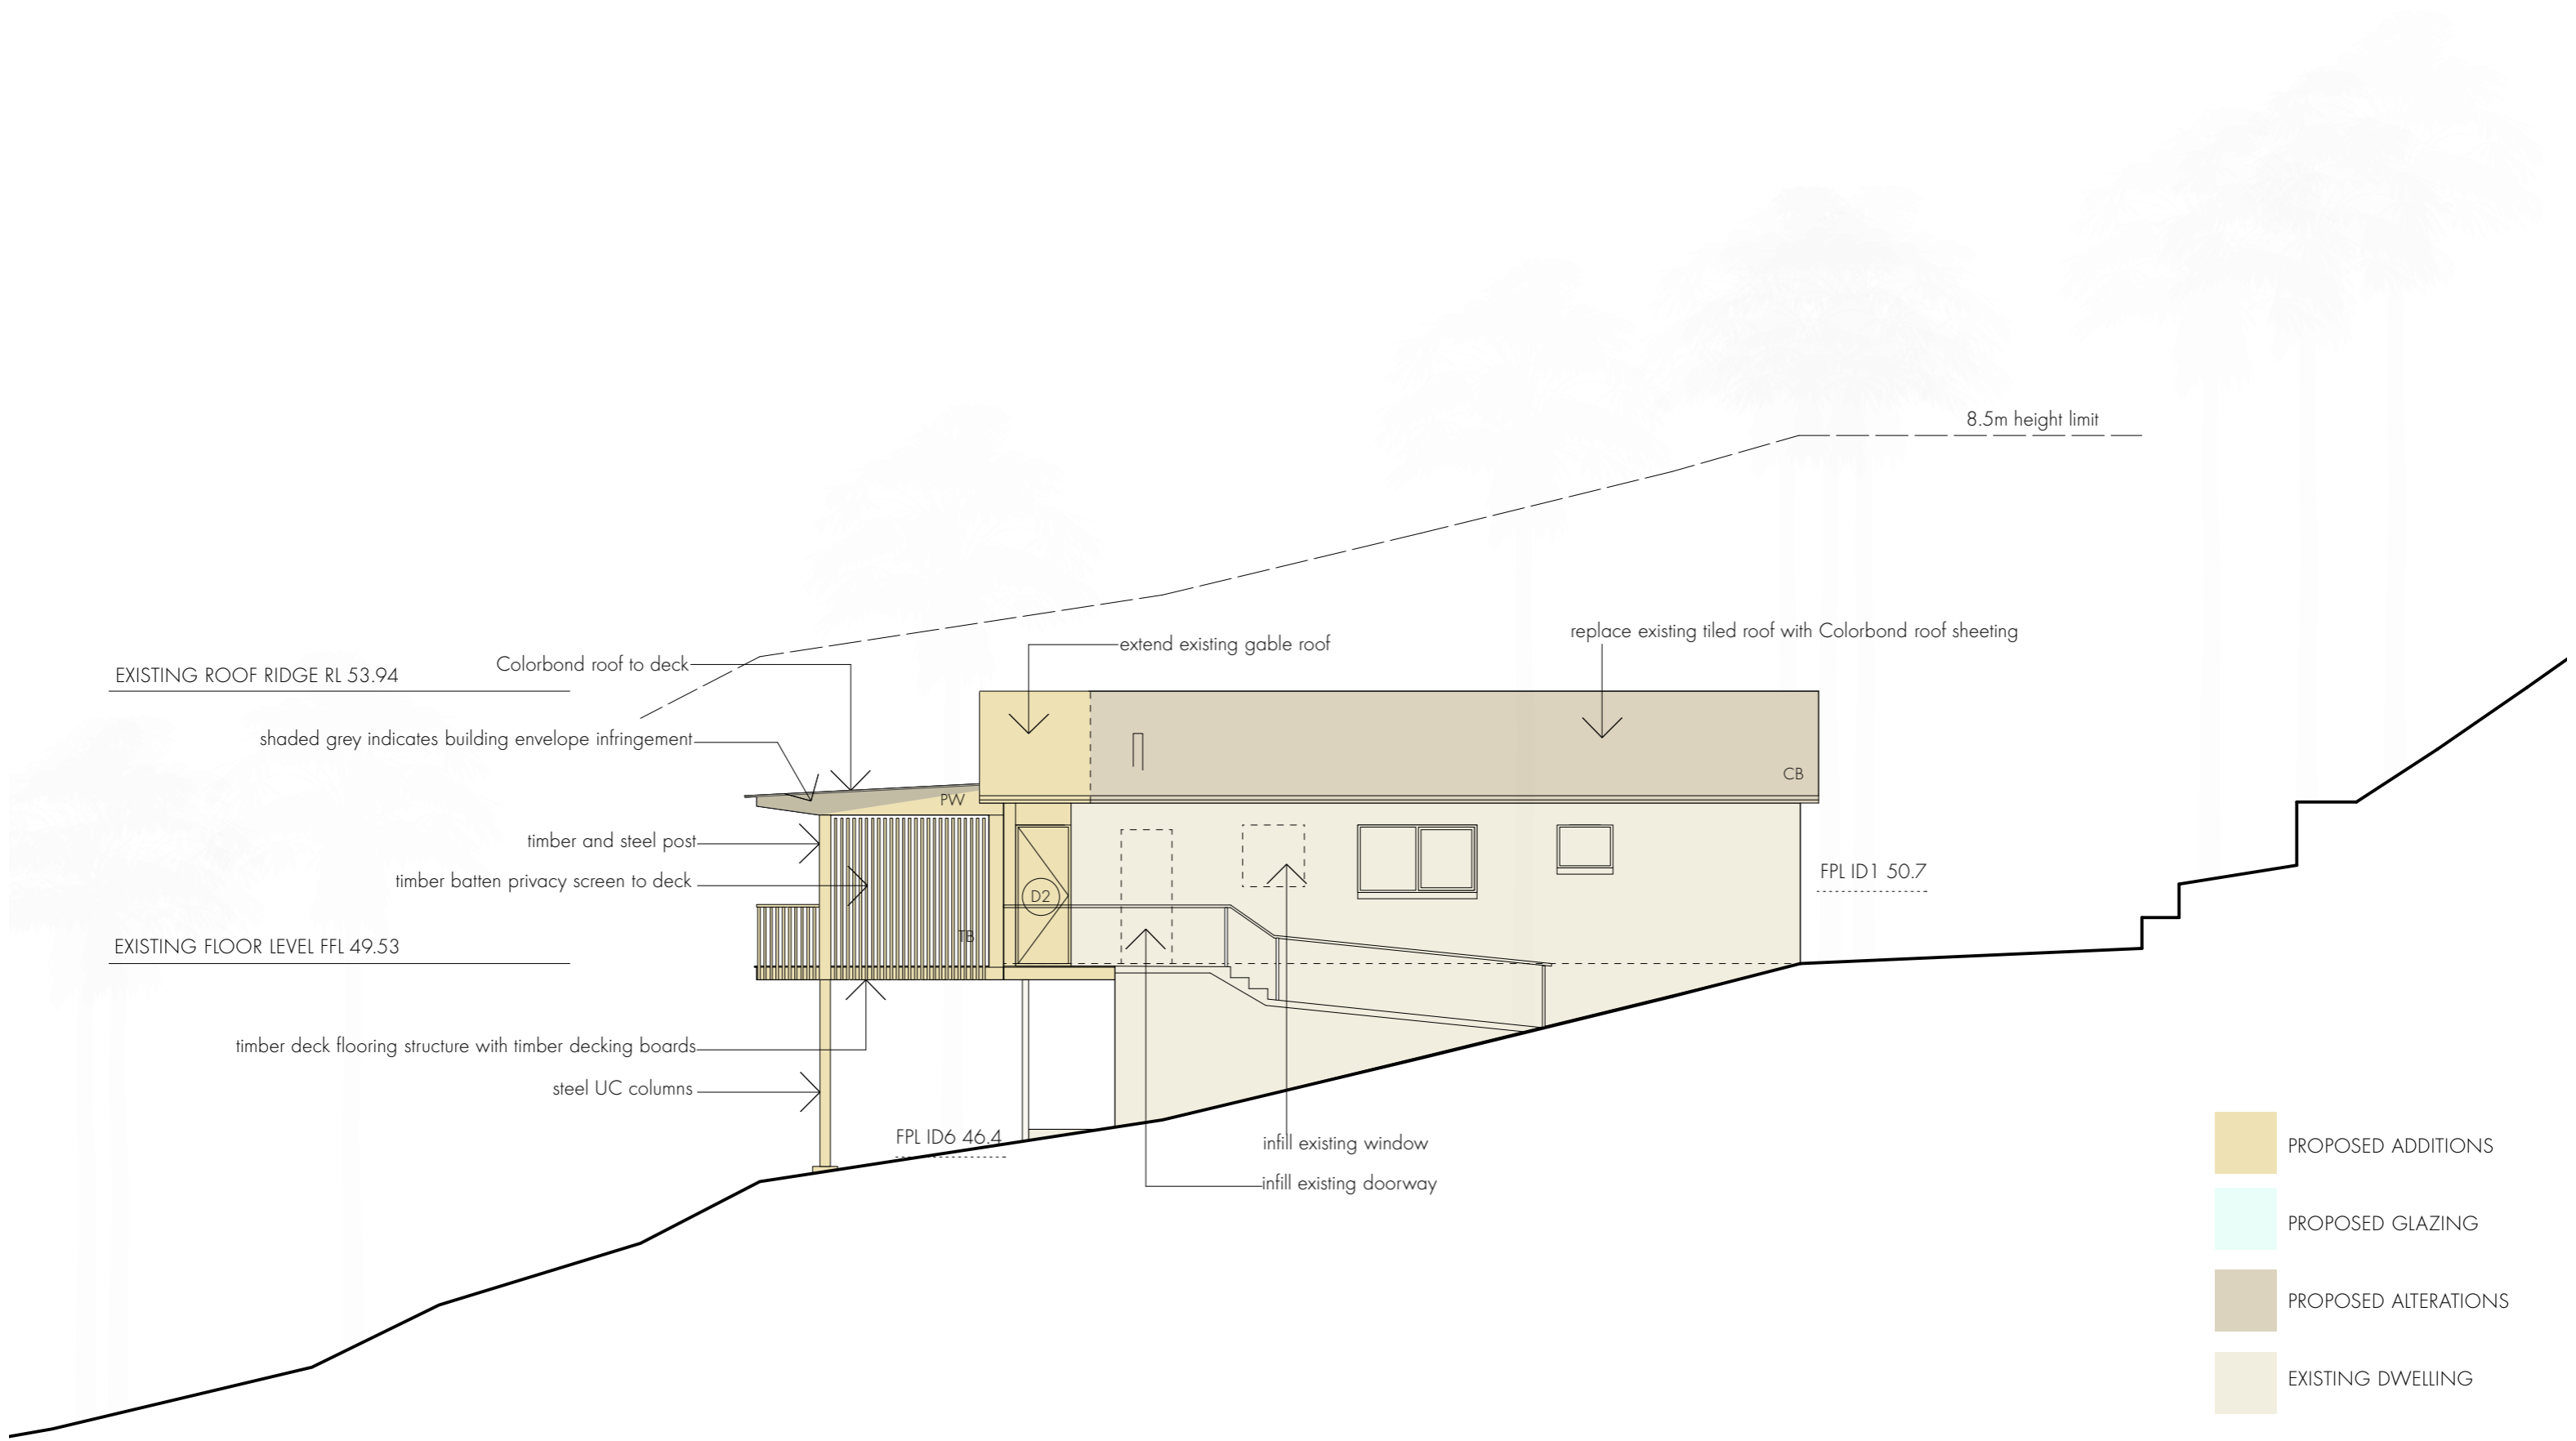 8.5m height limit
replace existing tiled roof with Colorbond roof sheeting
extend existing gable roof
Colorbond roof to deck
EXISTING ROOF RIDGE RL 53.94
shaded grey indicates building envelope infringement
CB
PW
timber and steel post
FPL ID1 50.7
timber batten privacy screen to deck
D2
TB
EXISTING FLOOR LEVEL FFL 49.53
timber deck flooring structure with timber decking boards
steel UC columns
FPL ID6 46.4
infill existing window
infill existing doorway
PROPOSED ADDITIONS
PROPOSED GLAZING
PROPOSED ALTERATIONS
EXISTING DWELLING